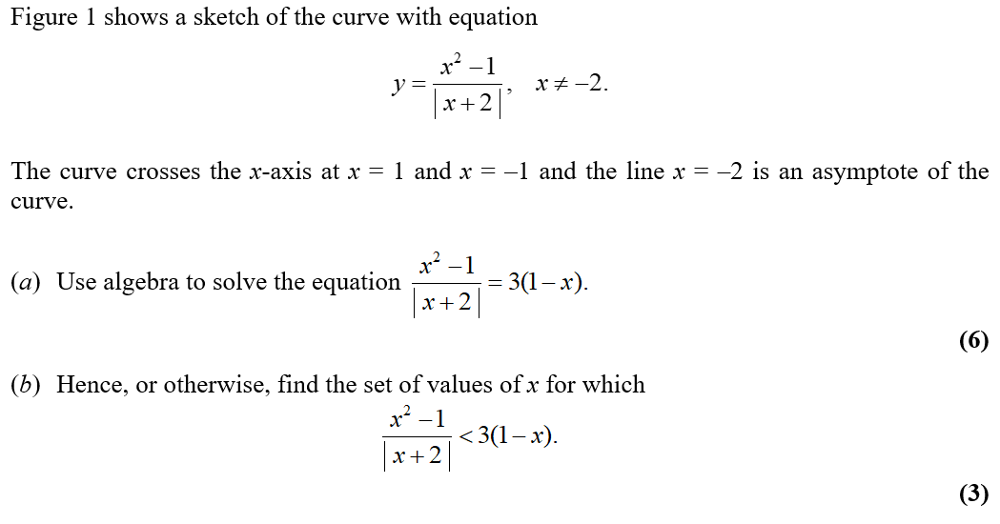 Figure 1 shows a sketch of the curve with equation
y = \frac{x^2 - 1}{|x + 2|}, x ≠ −2.
The curve crosses the x-axis at x = 1 and x = −1 and the line x = −2 is an asymptote of the
curve.
(a) Use algebra to solve the equation \frac{x^2 - 1}{|x + 2|} = 3(1 − x).
(6)
(b) Hence, or otherwise, find the set of values of x for which
\frac{x^2 - 1}{|x + 2|} < 3(1 − x).
(3)